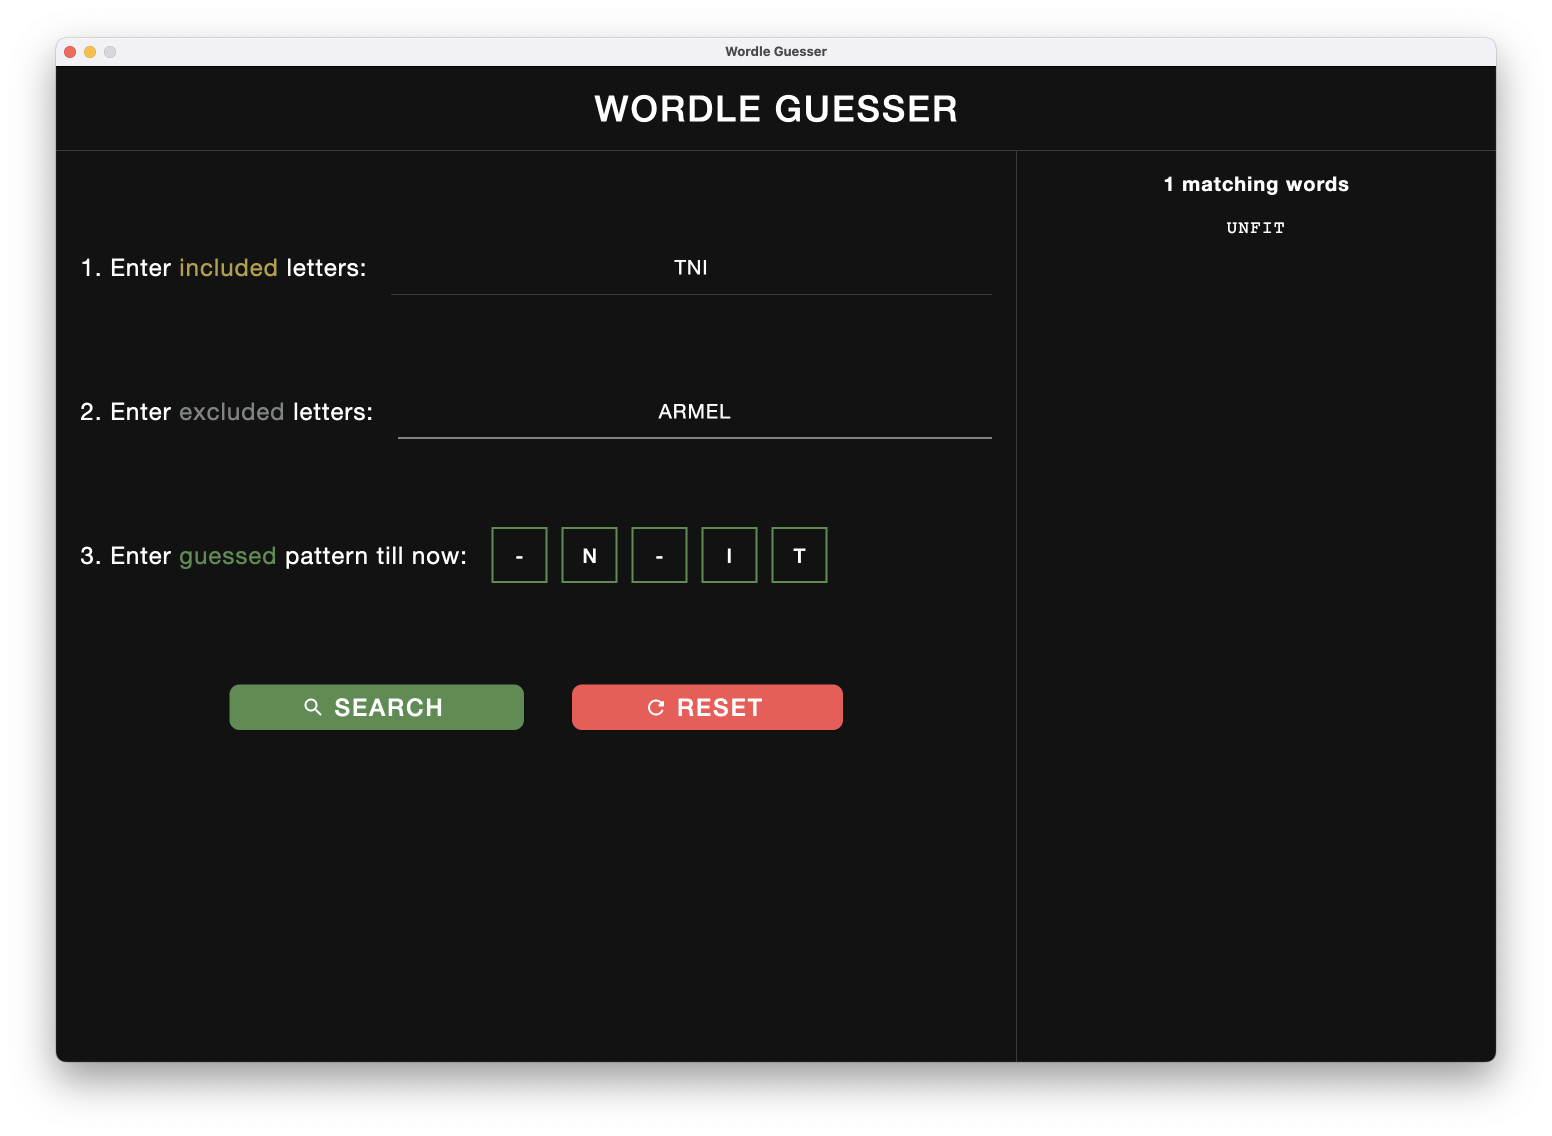 Wordle Guesser
WORDLE GUESSER
1. Enter included letters: TNI
2. Enter excluded letters: ARMEL
3. Enter guessed pattern till now: - N - I T
SEARCH RESET
1 matching words
UNFIT